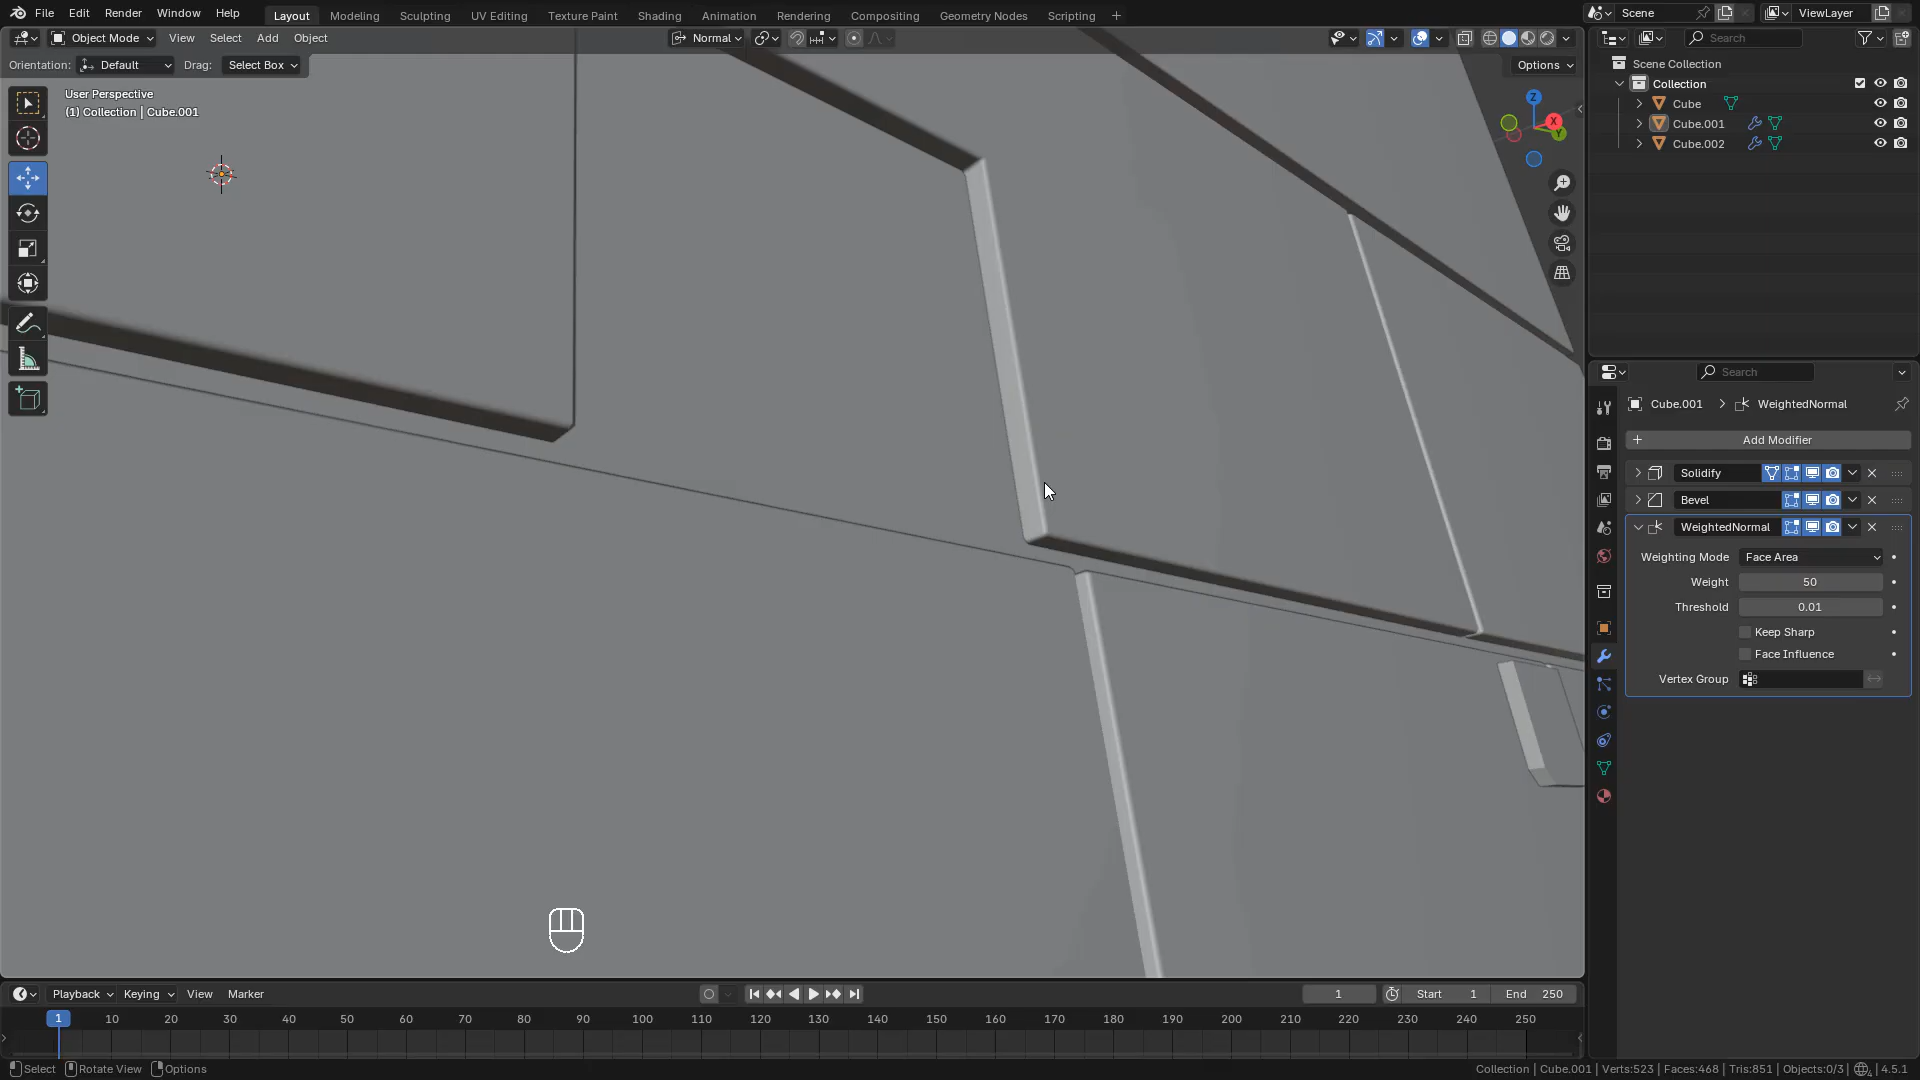 File Edit Render Window Help Layout Modeling Sculpting UV Editing Texture Paint Shading Animation Rendering Compositing Geometry Nodes Scripting + Scene ViewLayer
Object Mode View Select Add Object Normal Search
Orientation: Default Drag: Select Box Options
User Perspective
(1) Collection | Cube.001
Z
X
Y
Scene Collection
Collection
Cube
Cube.001
Cube.002
Search
Cube.001 > WeightedNormal
+ Add Modifier
Solidify
Bevel
WeightedNormal
Weighting Mode Face Area
Weight 50
Threshold 0.01
Keep Sharp
Face Influence
Vertex Group
Playback Keying View Marker 1 Start 1 End 250
1 10 20 30 40 50 60 70 80 90 100 110 120 130 140 150 160 170 180 190 200 210 220 230 240 250
Select Rotate View Options Collection | Cube.001 | Verts:523 | Faces:468 | Tris:851 | Objects:0/3 | 4.5.1